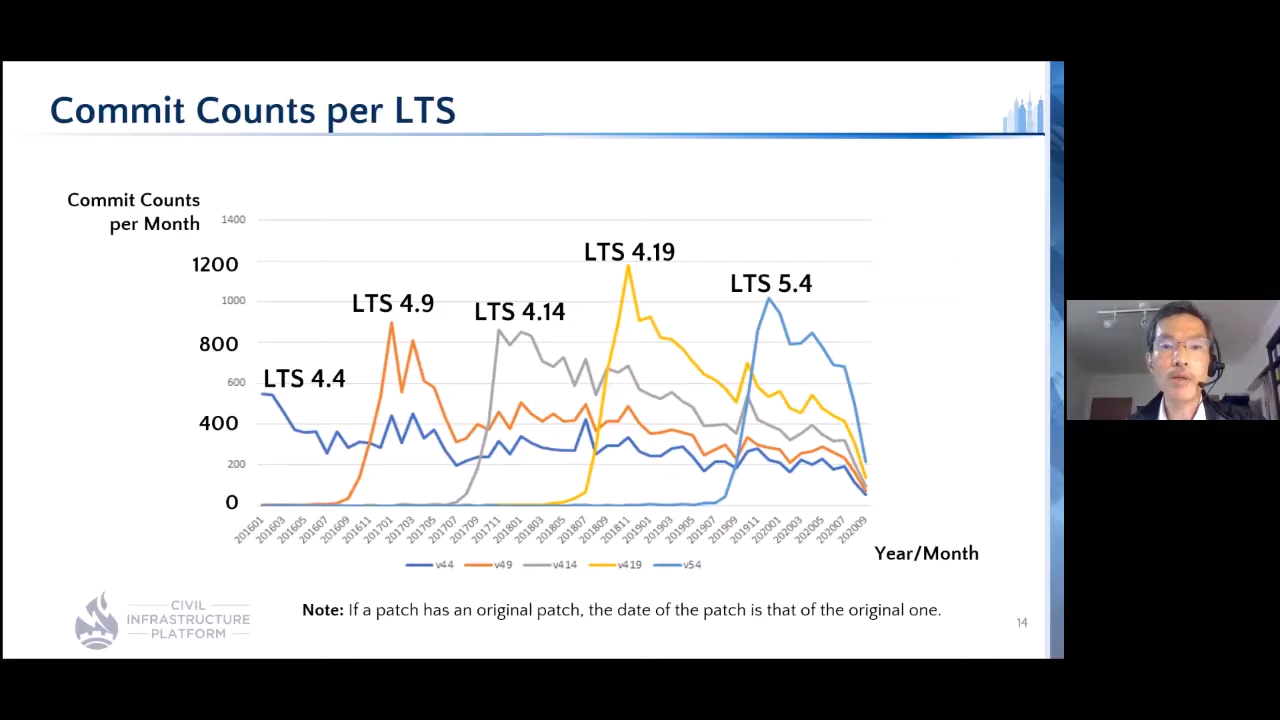 Commit Counts per LTS
Commit Counts
per Month
1400
1200
1000
800
600
400
200
0
LTS 4.4
LTS 4.9
LTS 4.14
LTS 4.19
LTS 5.4
201601
201603
201605
201607
201609
201611
201701
201703
201705
201707
201709
201711
201801
201803
201805
201807
201809
201811
201901
201903
201905
201907
201909
201911
202001
202003
202005
202007
202009
Year/Month
v44
v49
v414
v419
v54
CIVIL
INFRASTRUCTURE
PLATFORM
Note: If a patch has an original patch, the date of the patch is that of the original one.
14